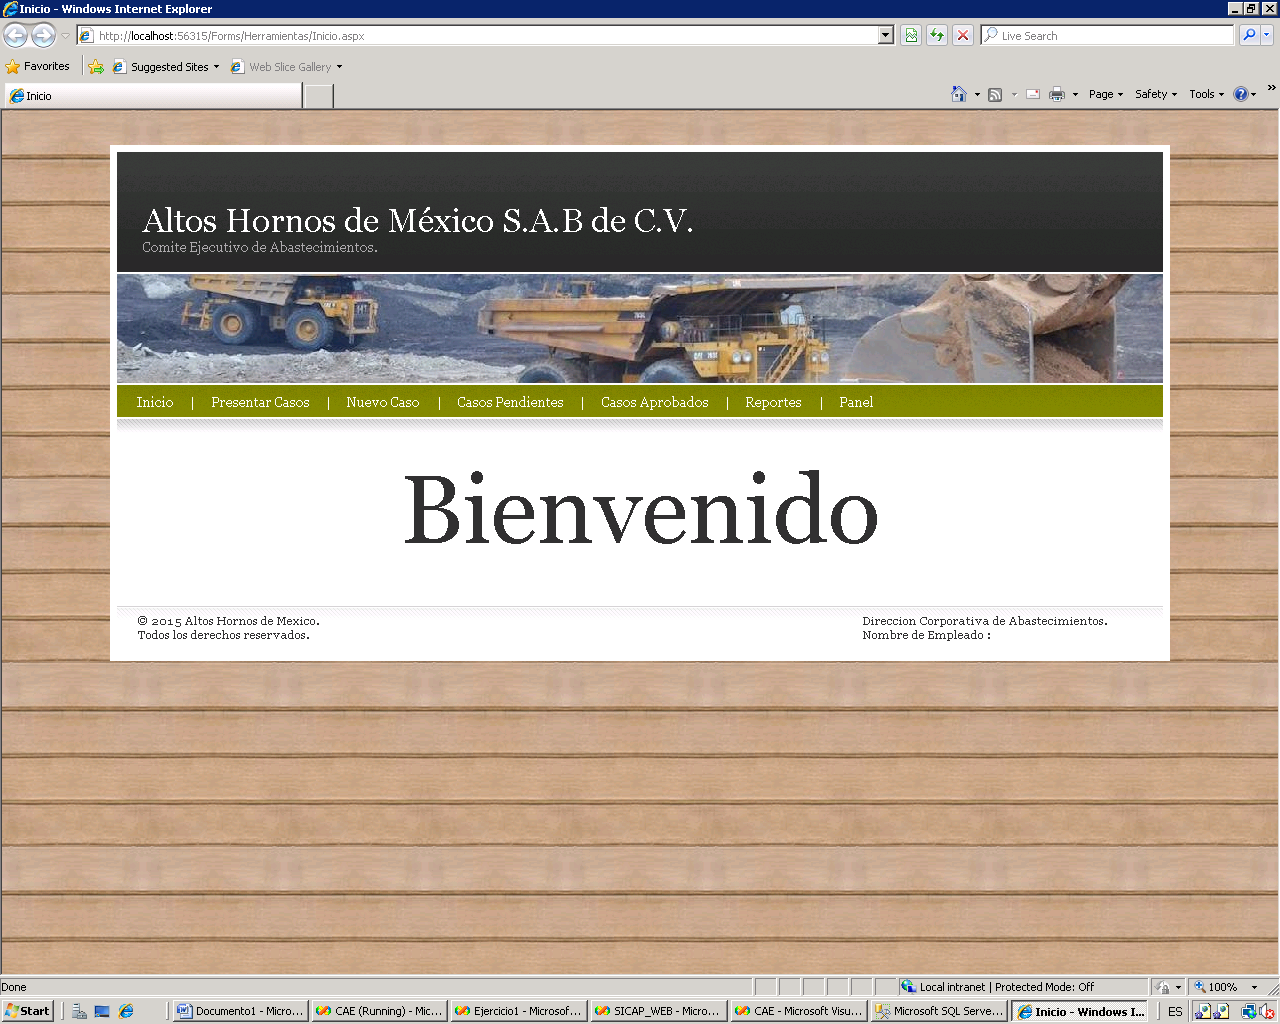 Inicio - Windows Internet Explorer
http://localhost:56315/Forms/Herramientas/Inicio.aspx
Live Search
Favorites
Suggested Sites
Web Slice Gallery
Inicio
Page
Safety
Tools
Altos Hornos de México S.A.B de C.V.
Comite Ejecutivo de Abastecimientos.
Inicio | Presentar Casos | Nuevo Caso | Casos Pendientes | Casos Aprobados | Reportes | Panel
Bienvenido
© 2015 Altos Hornos de Mexico.
Todos los derechos reservados.
Direccion Corporativa de Abastecimientos.
Nombre de Empleado :
Done
Local intranet | Protected Mode: Off
100%
Start
Documento1 - Micro...
CAE (Running) - Mic...
Ejercicio1 - Microsof...
SICAP_WEB - Micro...
CAE - Microsoft Visu...
Microsoft SQL Serve...
Inicio - Windows I...
ES